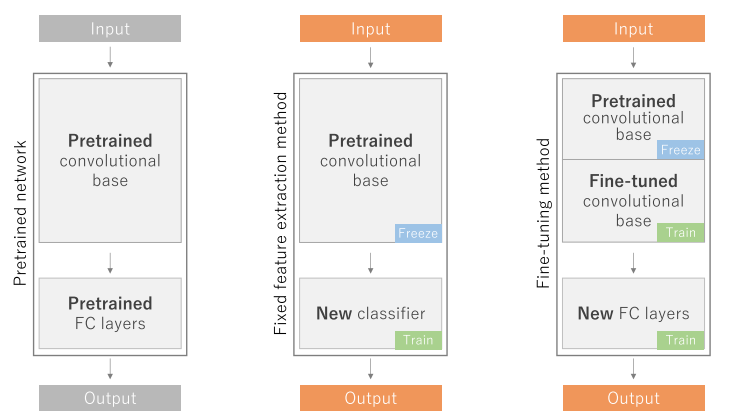 Input
Pretrained network
Pretrained
convolutional
base
Pretrained
FC layers
Output
Input
Fixed feature extraction method
Pretrained
convolutional
base
Freeze
New classifier
Train
Output
Input
Fine-tuning method
Pretrained
convolutional
base
Freeze
Fine-tuned
convolutional
base
Train
New FC layers
Train
Output